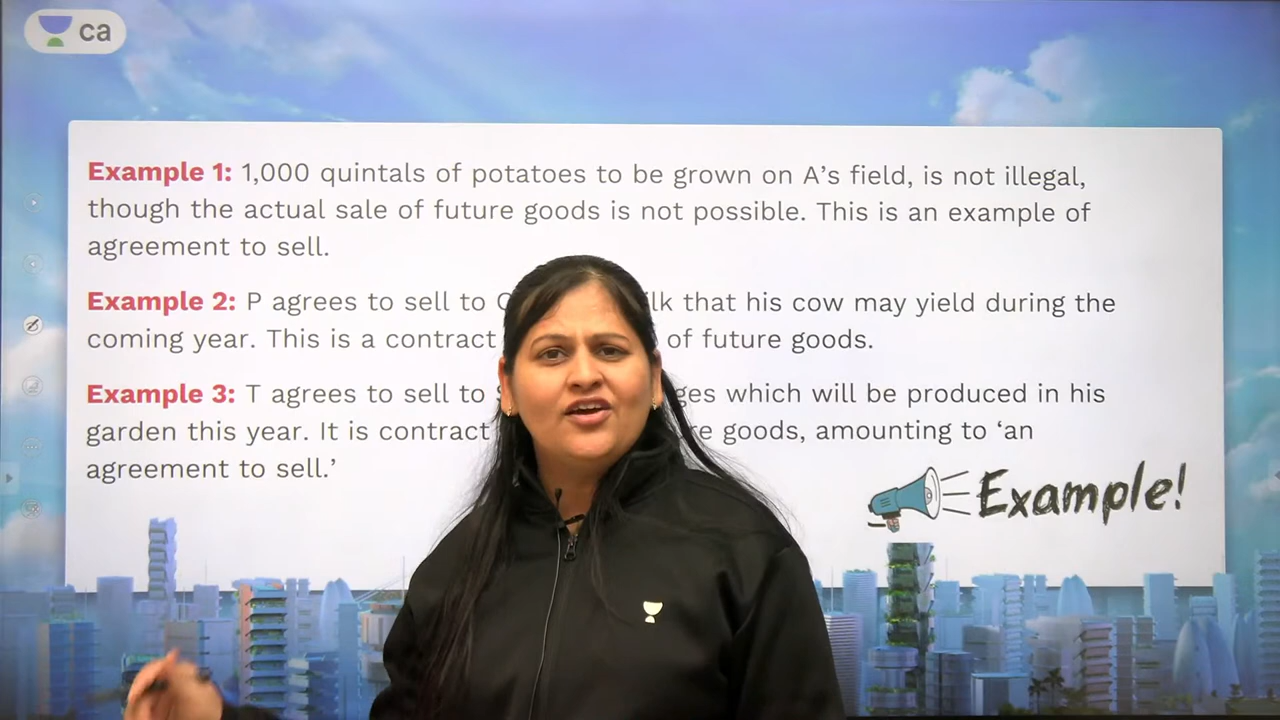 ca
Example 1: 1,000 quintals of potatoes to be grown on A’s field, is not illegal,
though the actual sale of future goods is not possible. This is an example of
agreement to sell.
Example 2: P agrees to sell to that his cow may yield during the
coming year. This is a contract of future goods.
Example 3: T agrees to sell to which will be produced in his
garden this year. It is contract goods, amounting to ‘an
agreement to sell.’
Example!